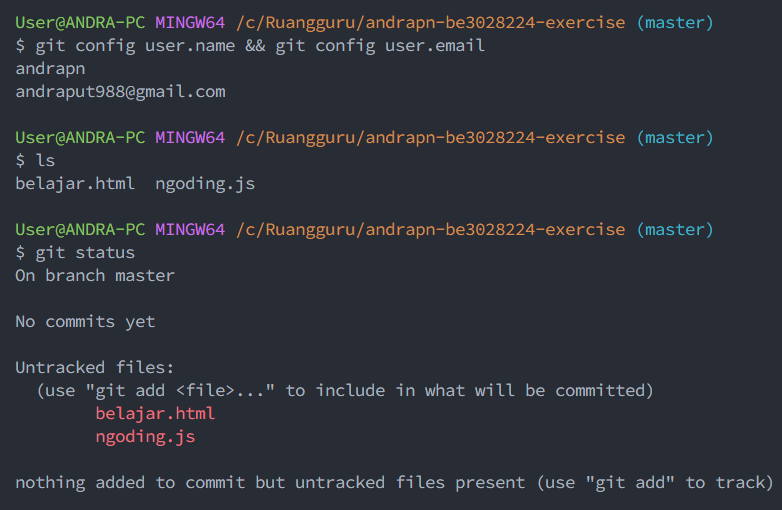 User@ANDRA-PC MINGW64 /c/Ruangguru/andrapn-be3028224-exercise (master)
$ git config user.name && git config user.email
andrapn
andraput988@gmail.com
User@ANDRA-PC MINGW64 /c/Ruangguru/andrapn-be3028224-exercise (master)
$ ls
belajar.html  ngoding.js
User@ANDRA-PC MINGW64 /c/Ruangguru/andrapn-be3028224-exercise (master)
$ git status
On branch master
No commits yet
Untracked files:
  (use "git add <file>..." to include in what will be committed)
        belajar.html
        ngoding.js
nothing added to commit but untracked files present (use "git add" to track)